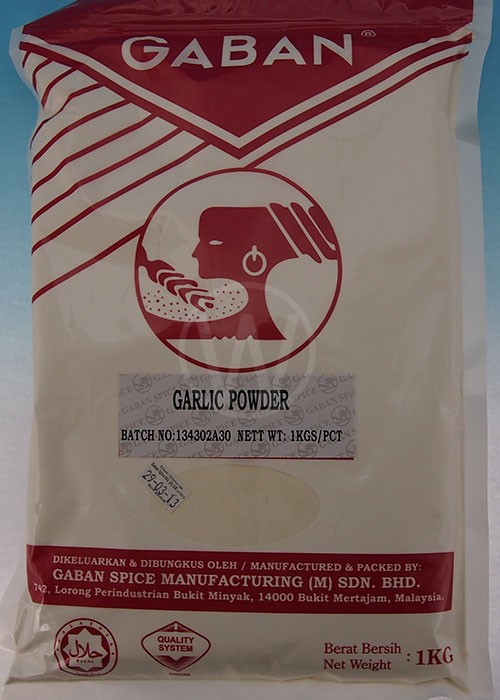 GABAN®
GARLIC POWDER
BATCH NO:134302A30 NETT WT: 1KGS/PCT
29-03-13
DIKELUARKAN & DIBUNGKUS OLEH / MANUFACTURED & PACKED BY:
GABAN SPICE MANUFACTURING (M) SDN. BHD.
742, Lorong Perindustrian Bukit Minyak, 14000 Bukit Mertajam, Malaysia.
حلال
HALAL
QUALITY
SYSTEM
Berat Bersih
Net Weight : 1KG